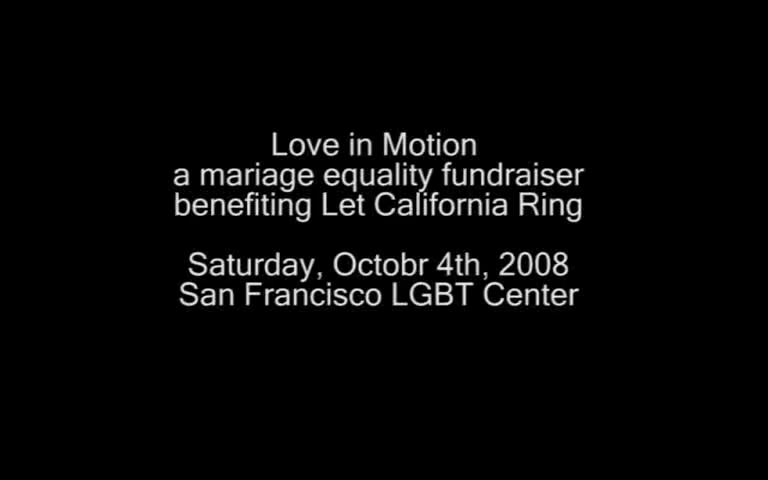 Love in Motion
a mariage equality fundraiser
benefiting Let California Ring
Saturday, Octobr 4th, 2008
San Francisco LGBT Center